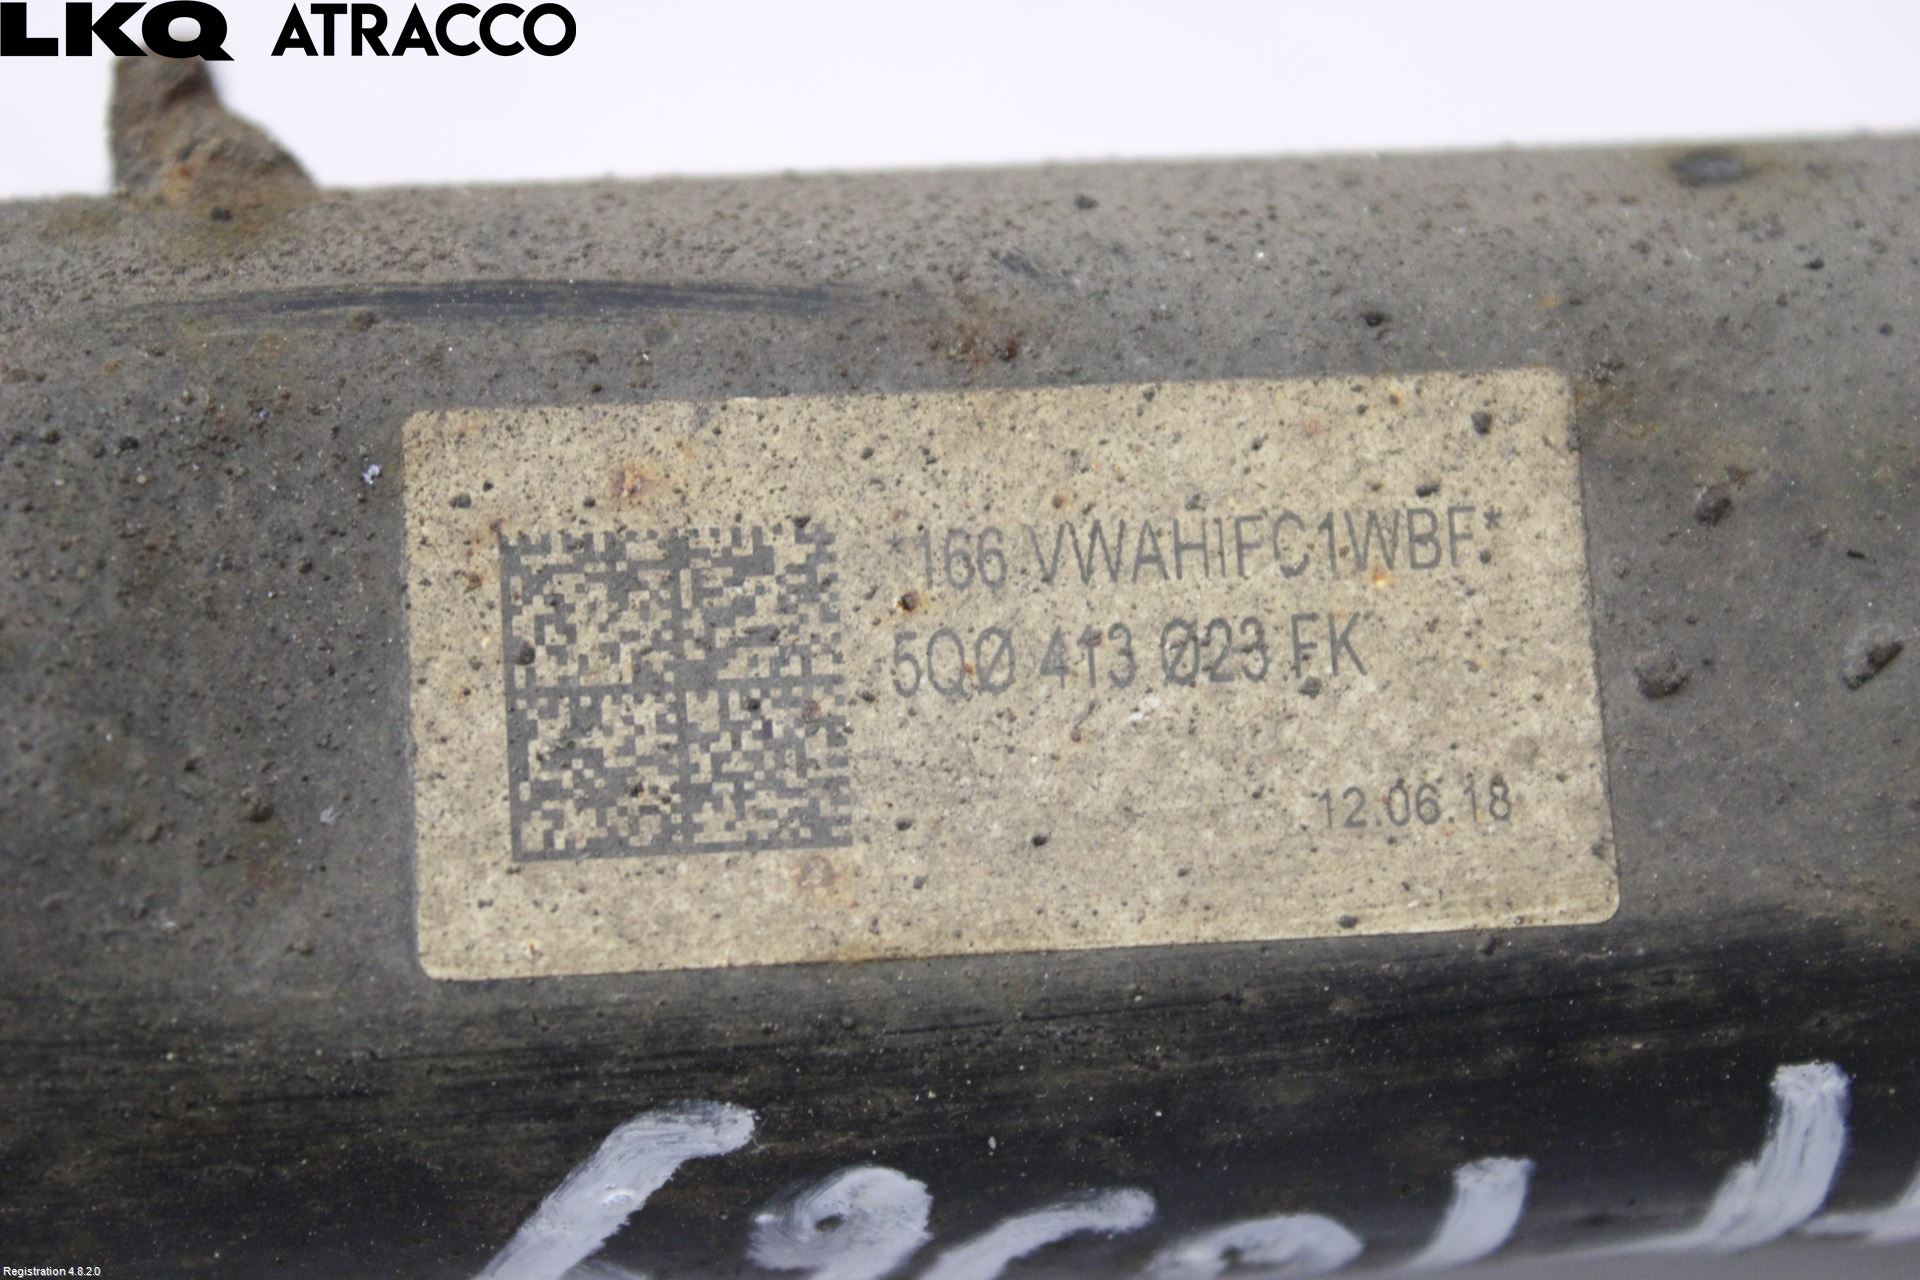 LKQ ATRACCO
*166 VWAHIFC1WBF*
5QØ 413 Ø23 FK
12.06.18
Registration 4.8.2.0